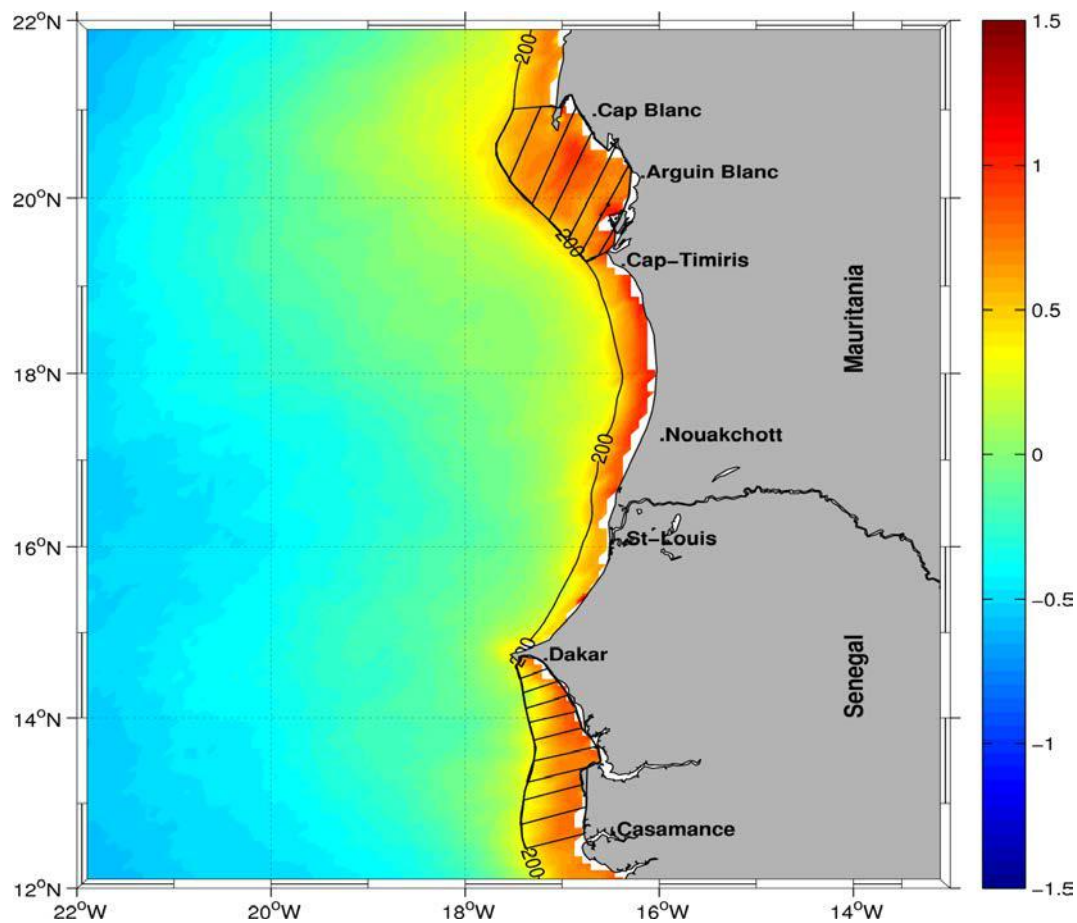 22°N
20°N
18°N
16°N
14°N
12°N
22°W
20°W
18°W
16°W
14°W
200
.Cap Blanc
.Arguin Blanc
200
.Cap-Timiris
Mauritania
.Nouakchott
200
.St-Louis
200
.Dakar
Senegal
.Casamance
200
1.5
1
0.5
0
-0.5
-1
-1.5